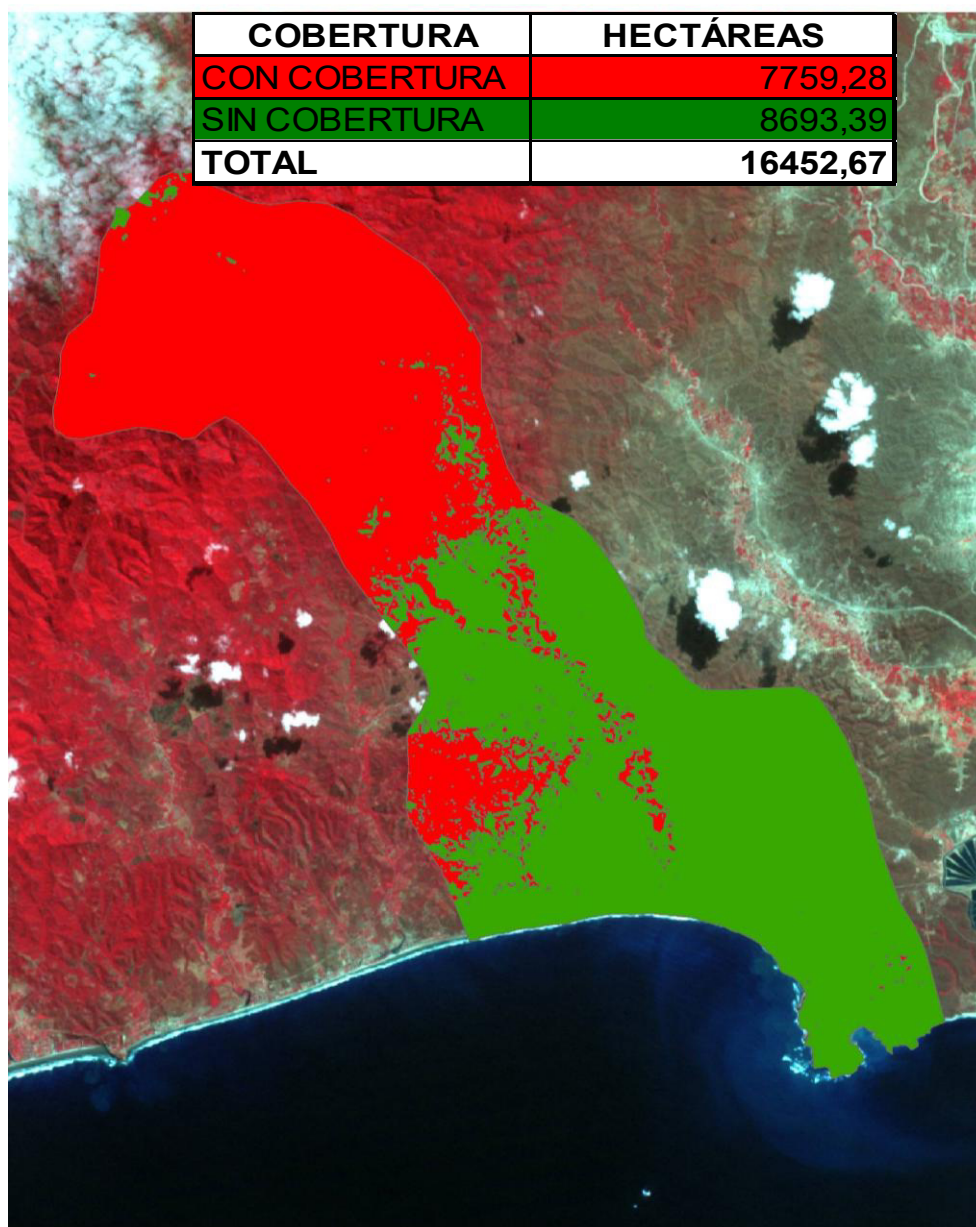 COBERTURA HECTÁREAS
CON COBERTURA 7759,28
SIN COBERTURA 8693,39
TOTAL 16452,67